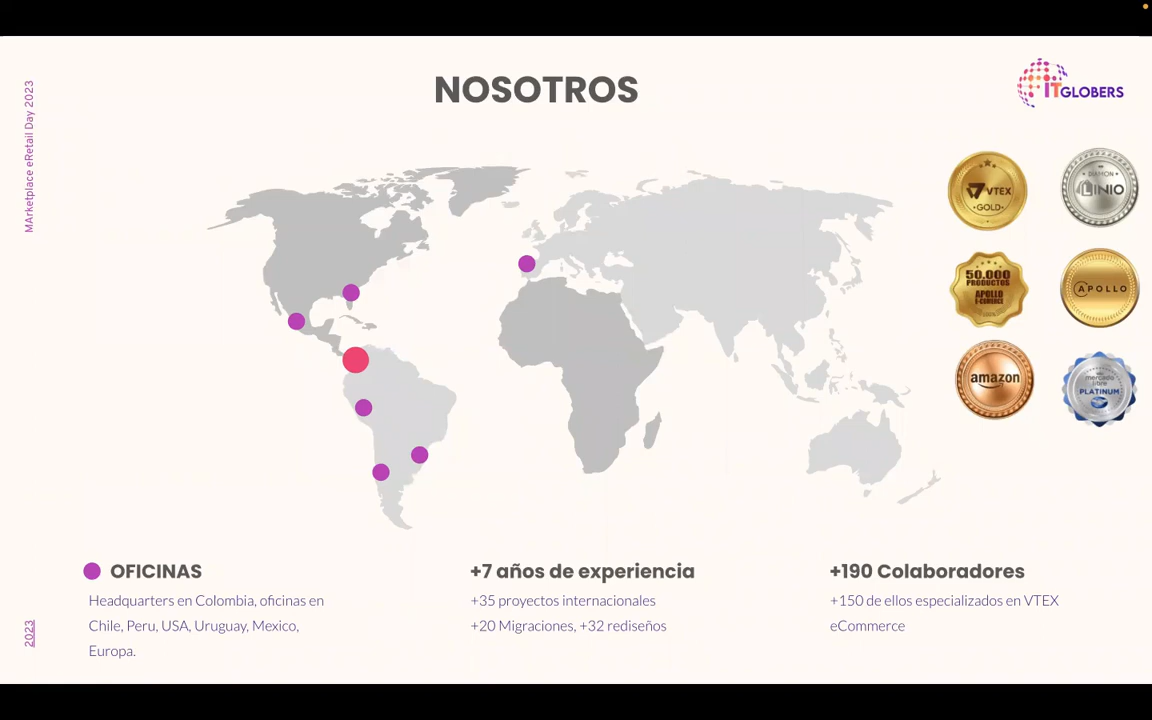 MArketplace eRetail Day 2023
NOSOTROS
ITGLOBERS
VTEX
GOLD
DIAMON
LINIO
50.000
PRODUCTOS
APOLLO
E-COMERCE
APOLLO
amazon
mercado
libre
PLATINUM
OFICINAS
Headquarters en Colombia, oficinas en
Chile, Peru, USA, Uruguay, Mexico,
Europa.
+7 años de experiencia
+35 proyectos internacionales
+20 Migraciones, +32 rediseños
+190 Colaboradores
+150 de ellos especializados en VTEX
eCommerce
2023